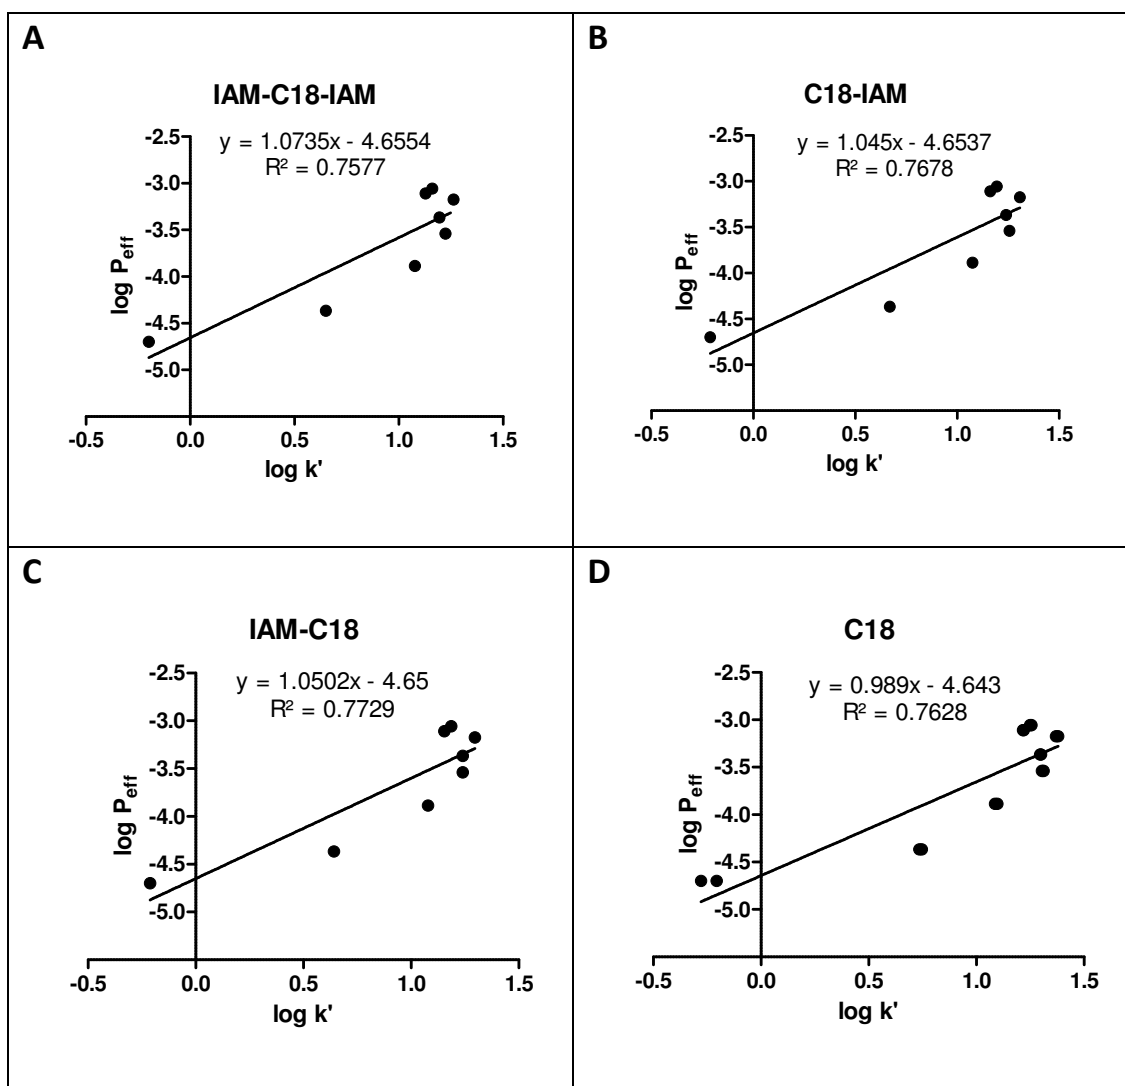 A
IAM-C18-IAM
y = 1.0735x - 4.6554
R² = 0.7577
-2.5
-3.0
-3.5
-4.0
-4.5
-5.0
log P_eff
-0.5 0.0 0.5 1.0 1.5
log k'
B
C18-IAM
y = 1.045x - 4.6537
R² = 0.7678
-2.5
-3.0
-3.5
-4.0
-4.5
-5.0
log P_eff
-0.5 0.0 0.5 1.0 1.5
log k'
C
IAM-C18
y = 1.0502x - 4.65
R² = 0.7729
-2.5
-3.0
-3.5
-4.0
-4.5
-5.0
log P_eff
-0.5 0.0 0.5 1.0 1.5
log k'
D
C18
y = 0.989x - 4.643
R² = 0.7628
-2.5
-3.0
-3.5
-4.0
-4.5
-5.0
log P_eff
-0.5 0.0 0.5 1.0 1.5
log k'